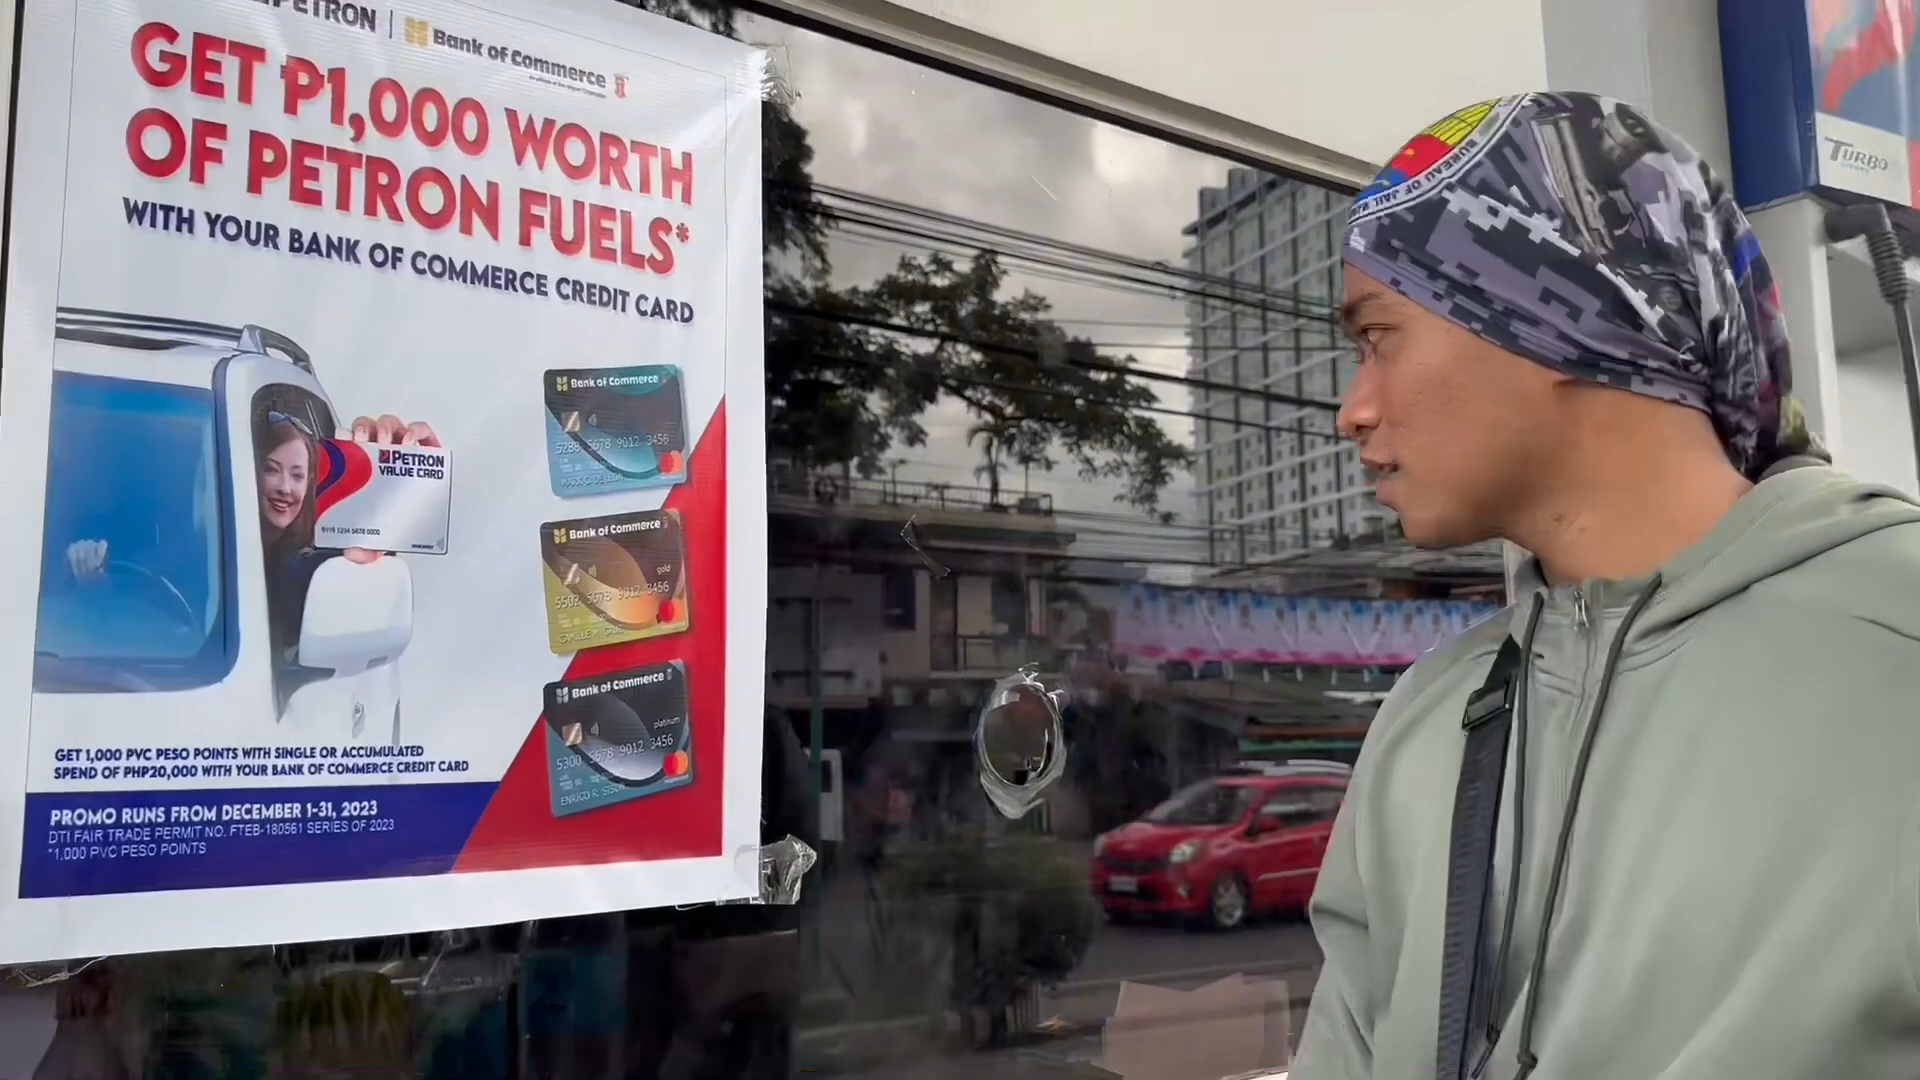 PETRON | Bank of Commerce
GET ₱1,000 WORTH
OF PETRON FUELS*
WITH YOUR BANK OF COMMERCE CREDIT CARD
PETRON
VALUE CARD
Bank of Commerce
5678 9012 3456
Bank of Commerce
gold
9012 3456
Bank of Commerce
platinum
5300 5678 9012 3456
GET 1,000 PVC PESO POINTS WITH SINGLE OR ACCUMULATED
SPEND OF PHP20,000 WITH YOUR BANK OF COMMERCE CREDIT CARD
PROMO RUNS FROM DECEMBER 1-31, 2023
DTI FAIR TRADE PERMIT NO. FTEB-180561 SERIES OF 2023
*1,000 PVC PESO POINTS
BUREAU OF JAIL
TURBO